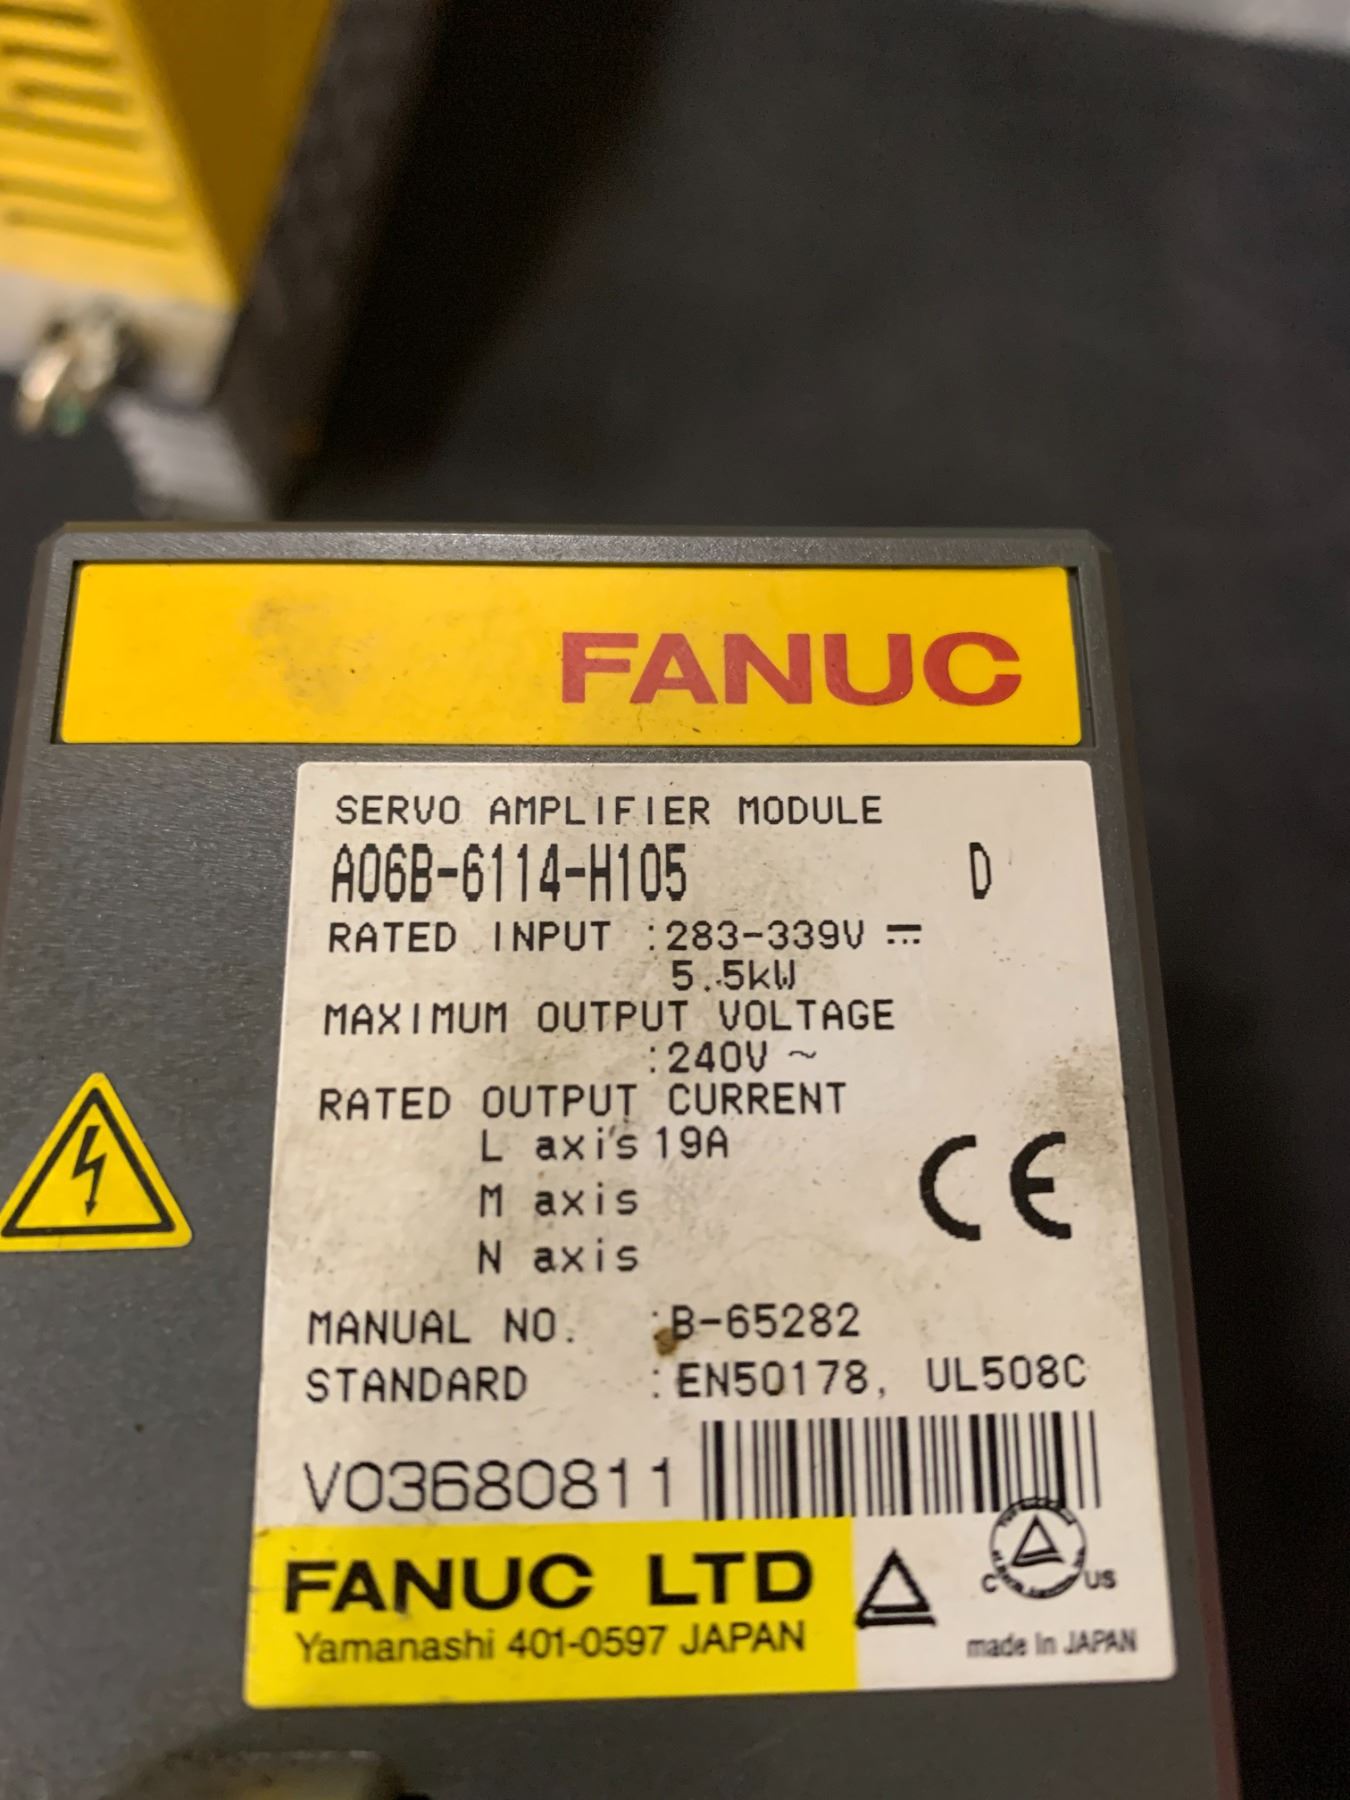 FANUC
SERVO AMPLIFIER MODULE
A06B-6114-H105 D
RATED INPUT :283-339V ⎓
5.5kW
MAXIMUM OUTPUT VOLTAGE
:240V ~
RATED OUTPUT CURRENT
L axis 19A
M axis
N axis
CE
MANUAL NO. :B-65282
STANDARD :EN50178, UL508C
V03680811
FANUC LTD
Yamanashi 401-0597 JAPAN
C US
made in JAPAN